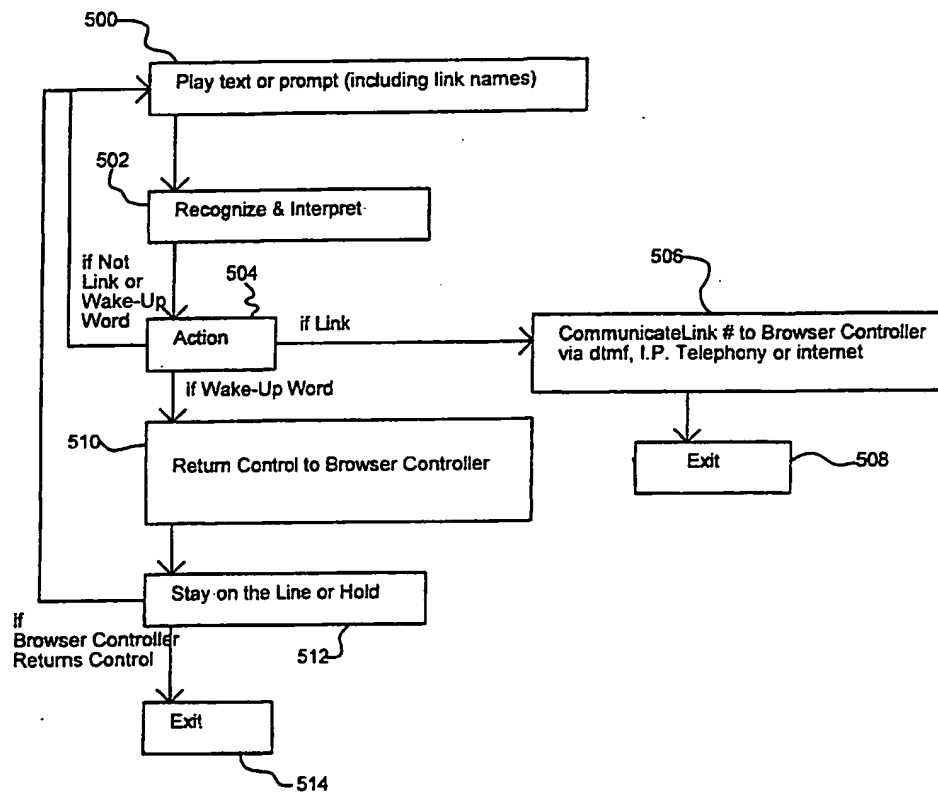 500
Play text or prompt (including link names)
502
Recognize & Interpret
if Not
Link or
Wake-Up
Word
504
Action
if Link
506
CommunicateLink # to Browser Controller
via dtmf, I.P. Telephony or internet
if Wake-Up Word
510
Return Control to Browser Controller
Exit
508
Stay on the Line or Hold
if
Browser Controller
Returns Control
512
Exit
514